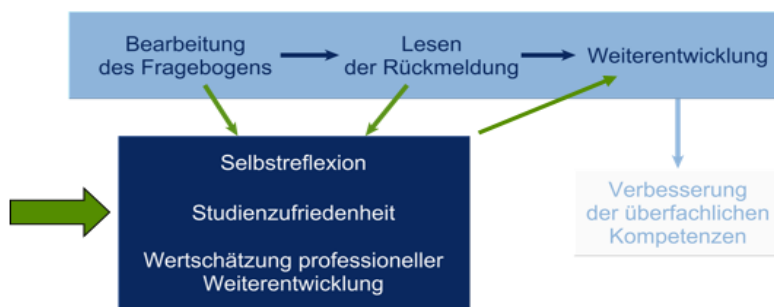 Bearbeitung
des Fragebogens
Lesen
der Rückmeldung
Weiterentwicklung
Selbstreflexion
Studienzufriedenheit
Wertschätzung professioneller
Weiterentwicklung
Verbesserung
der überfachlichen
Kompetenzen